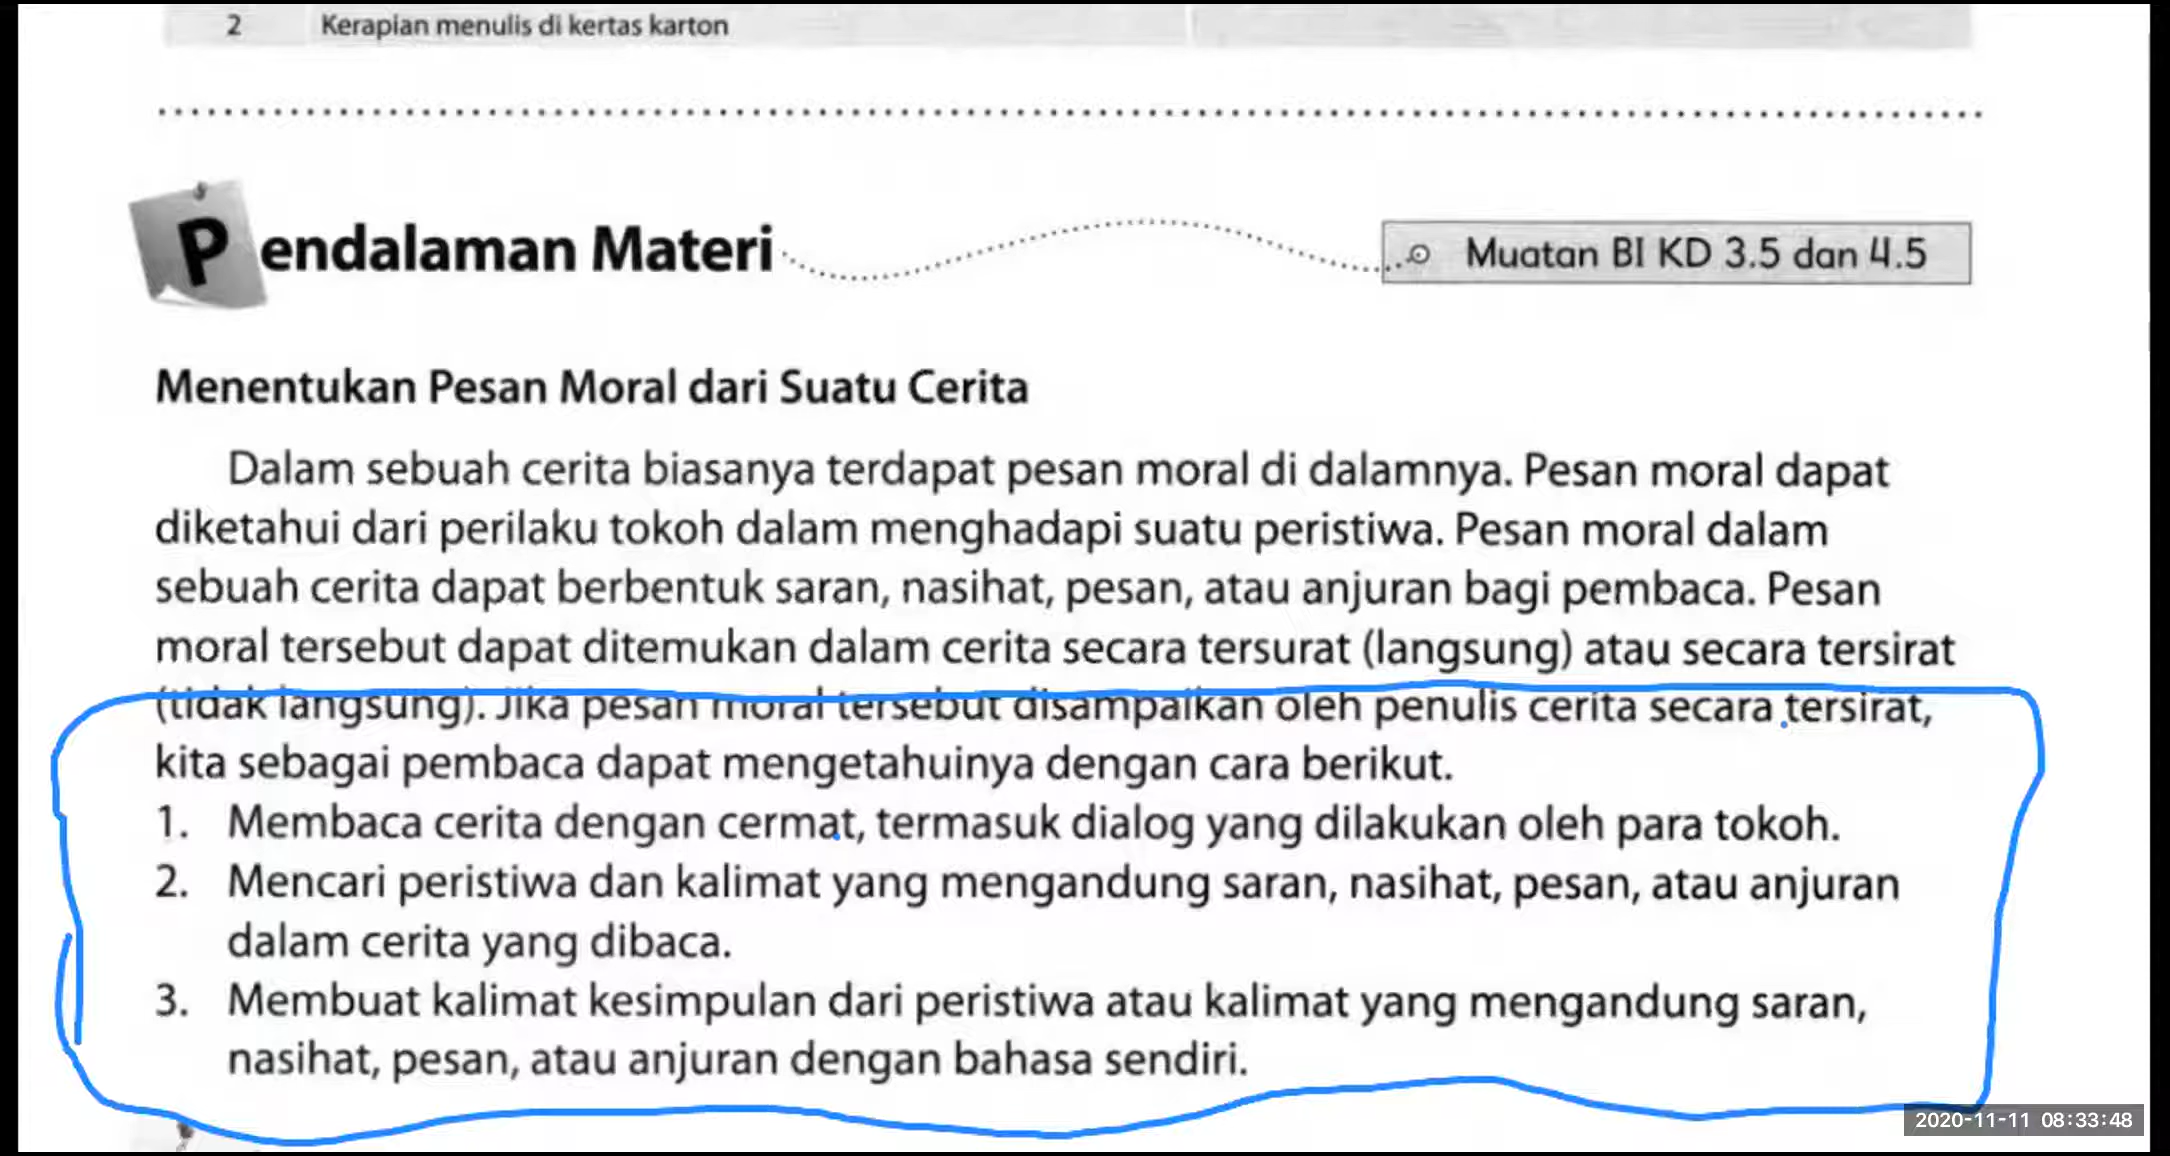 2 Kerapian menulis di kertas karton
Pendalaman Materi
Muatan BI KD 3.5 dan 4.5
Menentukan Pesan Moral dari Suatu Cerita
Dalam sebuah cerita biasanya terdapat pesan moral di dalamnya. Pesan moral dapat
diketahui dari perilaku tokoh dalam menghadapi suatu peristiwa. Pesan moral dalam
sebuah cerita dapat berbentuk saran, nasihat, pesan, atau anjuran bagi pembaca. Pesan
moral tersebut dapat ditemukan dalam cerita secara tersurat (langsung) atau secara tersirat
(tidak langsung). Jika pesan moral tersebut disampaikan oleh penulis cerita secara tersirat,
kita sebagai pembaca dapat mengetahuinya dengan cara berikut.
1. Membaca cerita dengan cermat, termasuk dialog yang dilakukan oleh para tokoh.
2. Mencari peristiwa dan kalimat yang mengandung saran, nasihat, pesan, atau anjuran
dalam cerita yang dibaca.
3. Membuat kalimat kesimpulan dari peristiwa atau kalimat yang mengandung saran,
nasihat, pesan, atau anjuran dengan bahasa sendiri.
2020-11-11 08:33:48